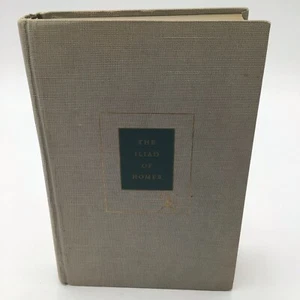 THE
ILIAD
OF
HOMER